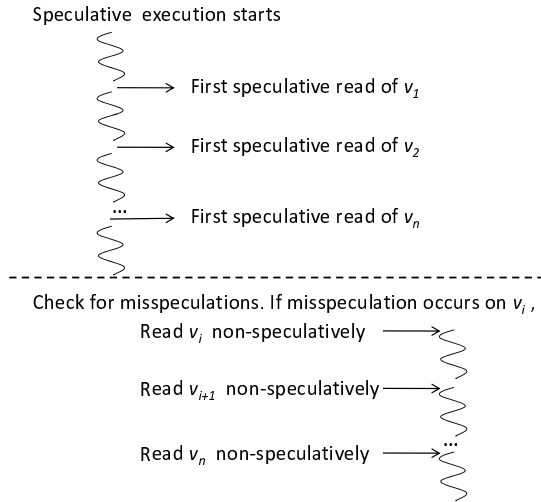 Speculative execution starts
First speculative read of v1
First speculative read of v2
...
First speculative read of vn
Check for misspeculations. If misspeculation occurs on vi ,
Read vi non-speculatively
Read vi+1 non-speculatively
...
Read vn non-speculatively